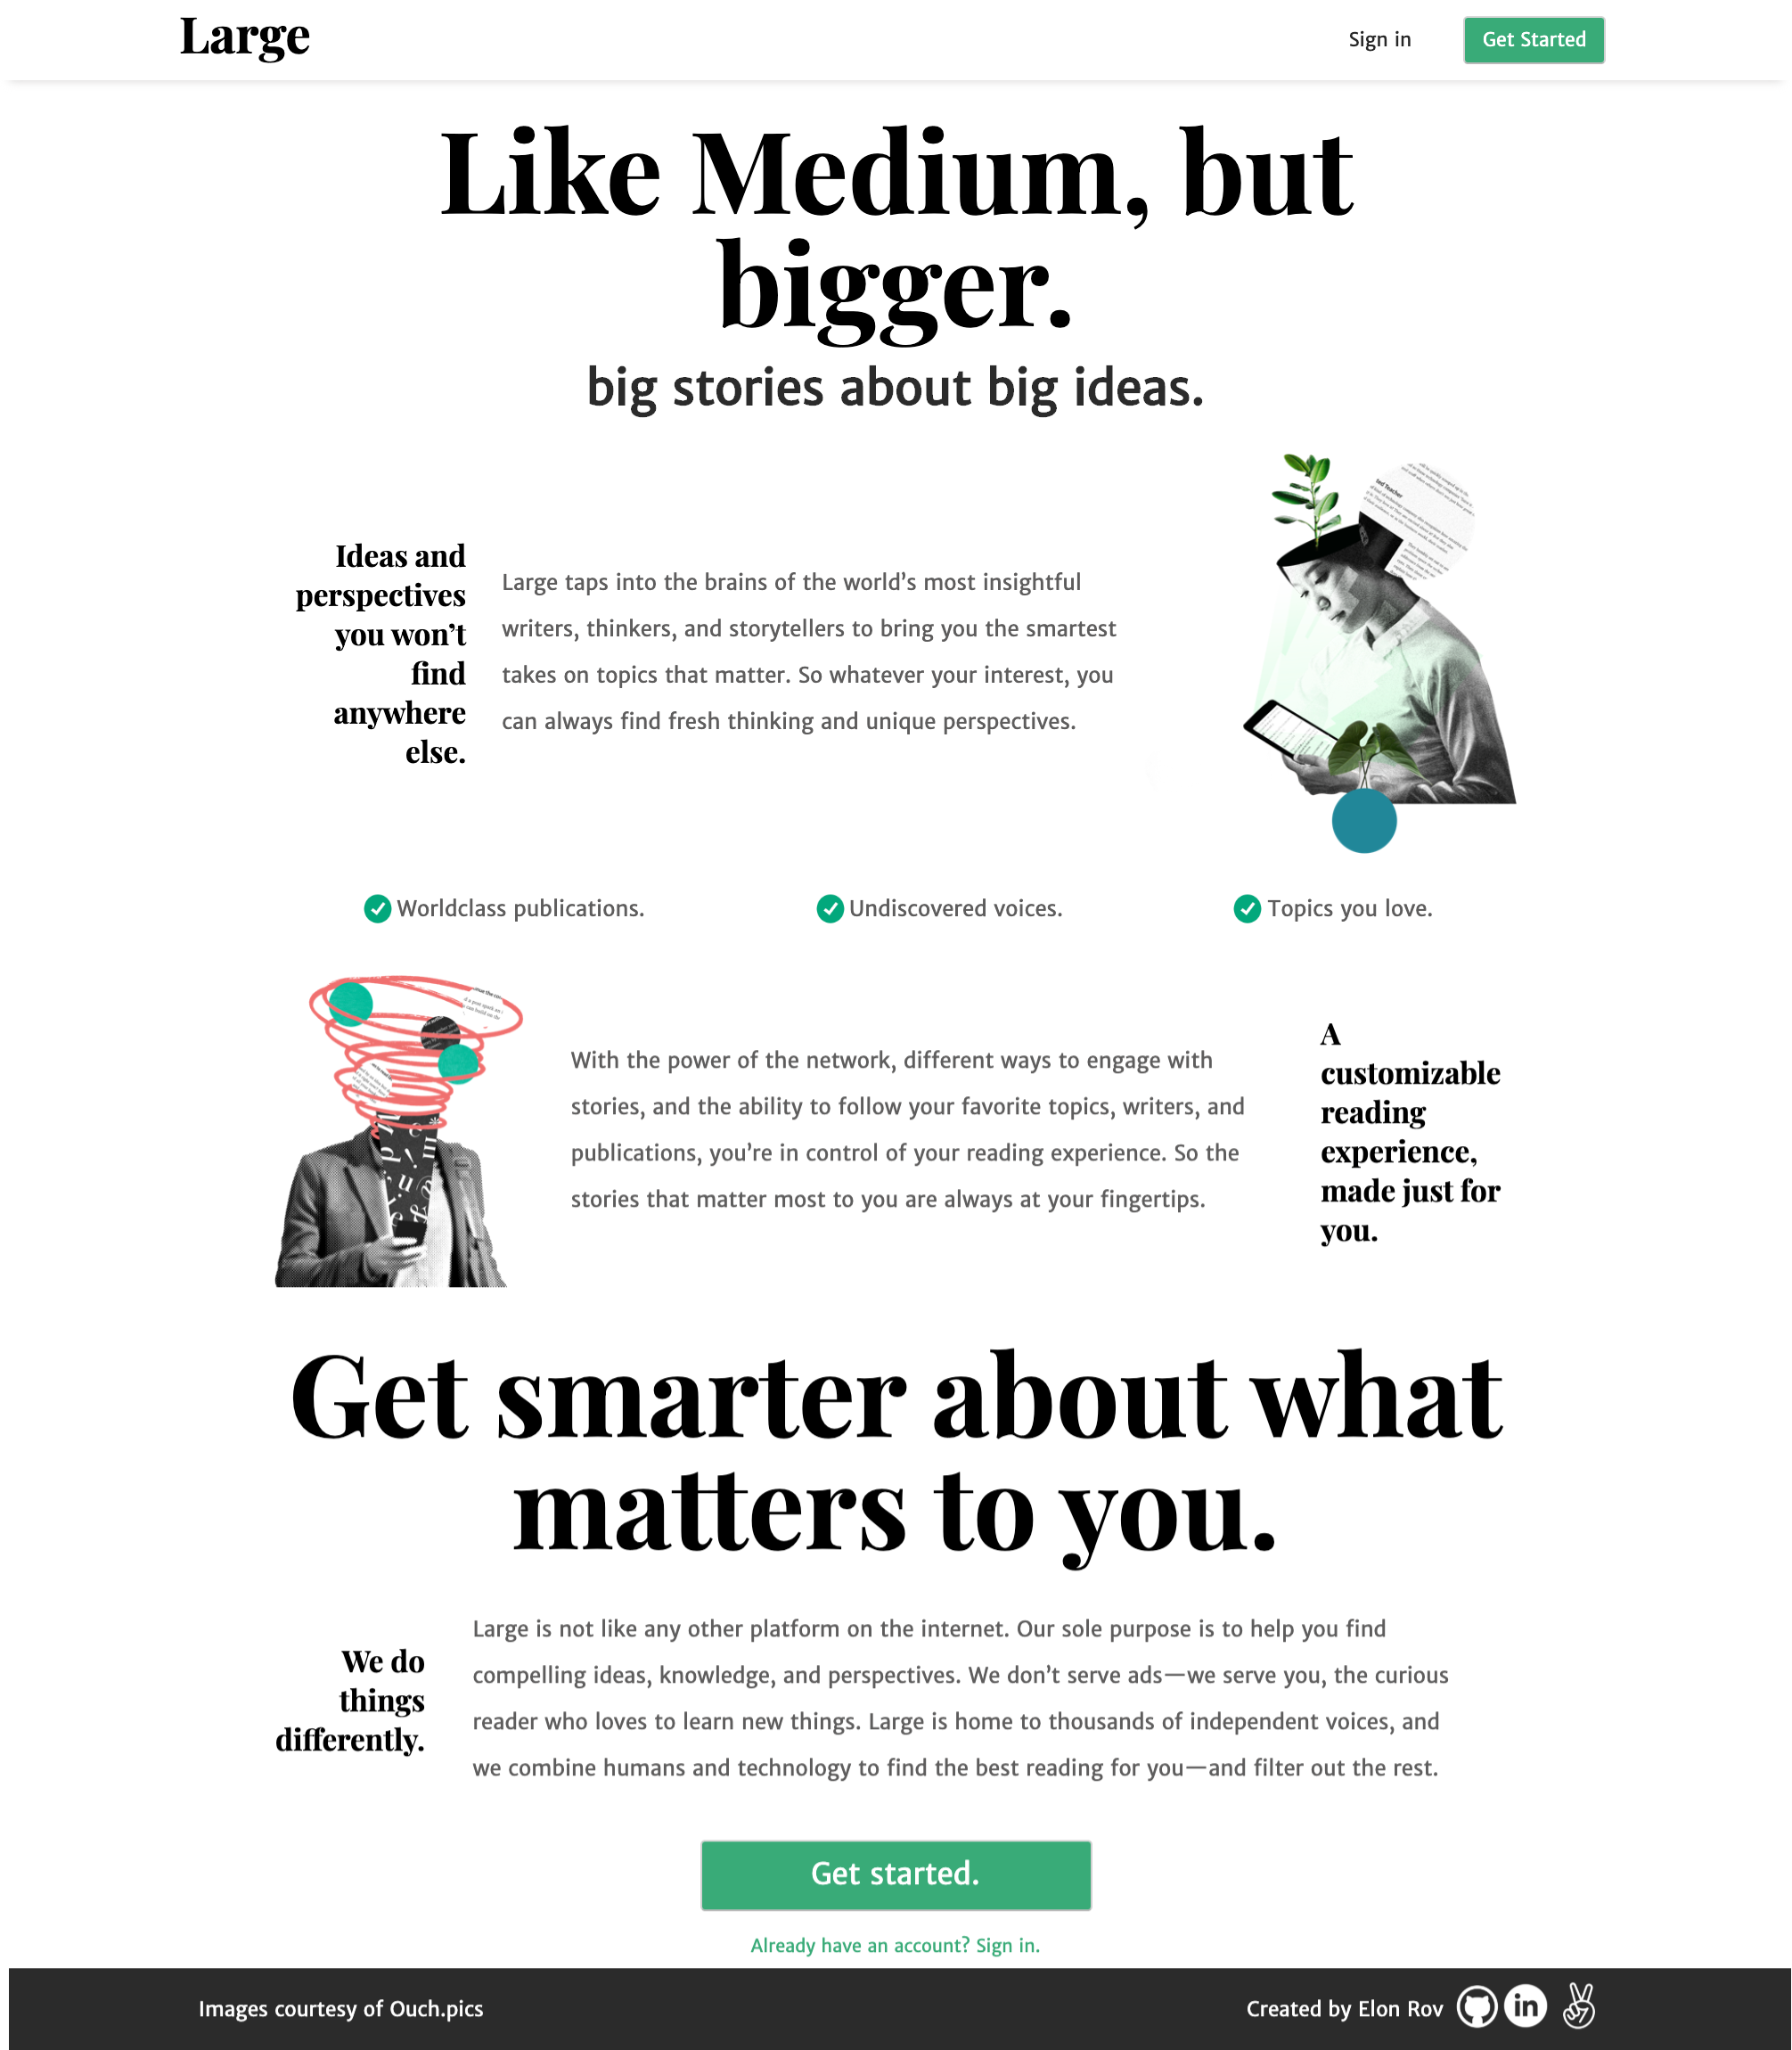 Large
Sign in
Get Started
Like Medium, but
bigger.
big stories about big ideas.
Ideas and
perspectives
you won’t
find
anywhere
else.
Large taps into the brains of the world’s most insightful
writers, thinkers, and storytellers to bring you the smartest
takes on topics that matter. So whatever your interest, you
can always find fresh thinking and unique perspectives.
ted Teacher
Worldclass publications.
Undiscovered voices.
Topics you love.
With the power of the network, different ways to engage with
stories, and the ability to follow your favorite topics, writers, and
publications, you’re in control of your reading experience. So the
stories that matter most to you are always at your fingertips.
A
customizable
reading
experience,
made just for
you.
Get smarter about what
matters to you.
We do
things
differently.
Large is not like any other platform on the internet. Our sole purpose is to help you find
compelling ideas, knowledge, and perspectives. We don’t serve ads—we serve you, the curious
reader who loves to learn new things. Large is home to thousands of independent voices, and
we combine humans and technology to find the best reading for you—and filter out the rest.
Get started.
Already have an account? Sign in.
Images courtesy of Ouch.pics
Created by Elon Rov
in